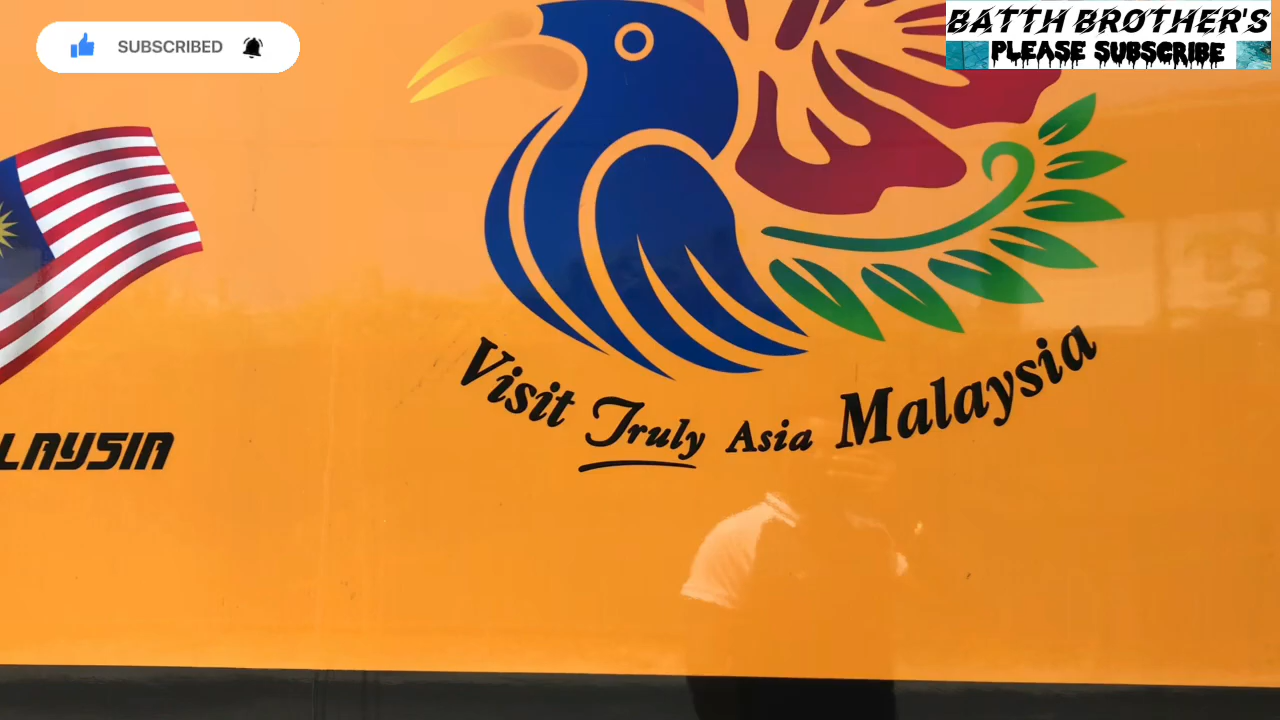 SUBSCRIBED
BATTH BROTHER'S
PLEASE SUBSCRIBE
Visit Truly Asia Malaysia
LAYSIA